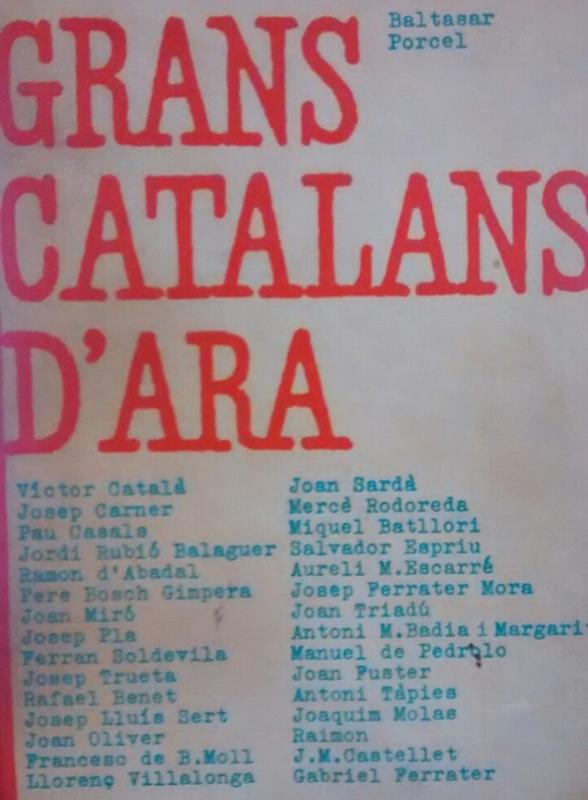 Baltasar
Porcel
GRANS
CATALANS
D'ARA
Víctor Català
Josep Carner
Pau Casals
Jordi Rubió Balaguer
Ramon d'Abadal
Pere Bosch Gimpera
Joan Miró
Josep Pla
Ferran Soldevila
Josep Trueta
Rafael Benet
Josep Lluís Sert
Joan Oliver
Francesc de B.Moll
Llorenç Villalonga
Joan Sardà
Mercè Rodoreda
Miquel Batllori
Salvador Espriu
Aureli M.Escarré
Josep Ferrater Mora
Joan Triadú
Antoni M.Badia i Margari
Manuel de Pedrolo
Joan Fuster
Antoni Tàpies
Joaquim Molas
Raimon
J.M.Castellet
Gabriel Ferrater